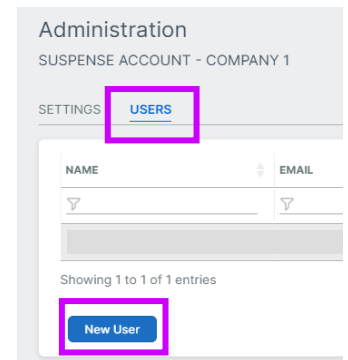 Administration
SUSPENSE ACCOUNT - COMPANY 1
SETTINGS USERS
NAME EMAIL
Showing 1 to 1 of 1 entries
New User